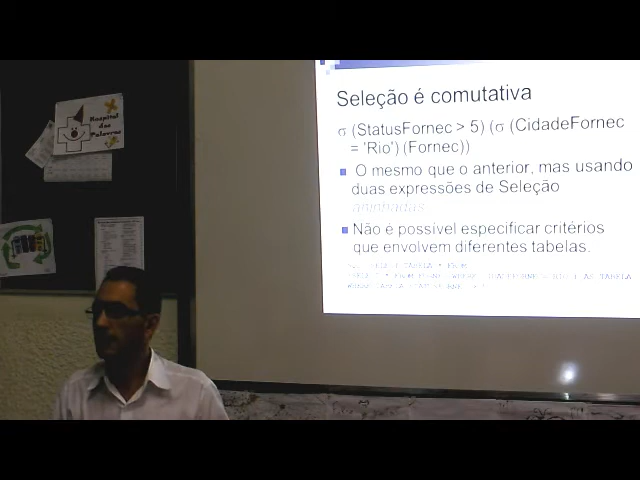 Hospital
das
Palavras
Seleção é comutativa
σ (StatusFornec > 5) (σ (CidadeFornec
= 'Rio') (Fornec))
O mesmo que o anterior, mas usando
duas expressões de Seleção
aninhadas
Não é possível especificar critérios
que envolvem diferentes tabelas.